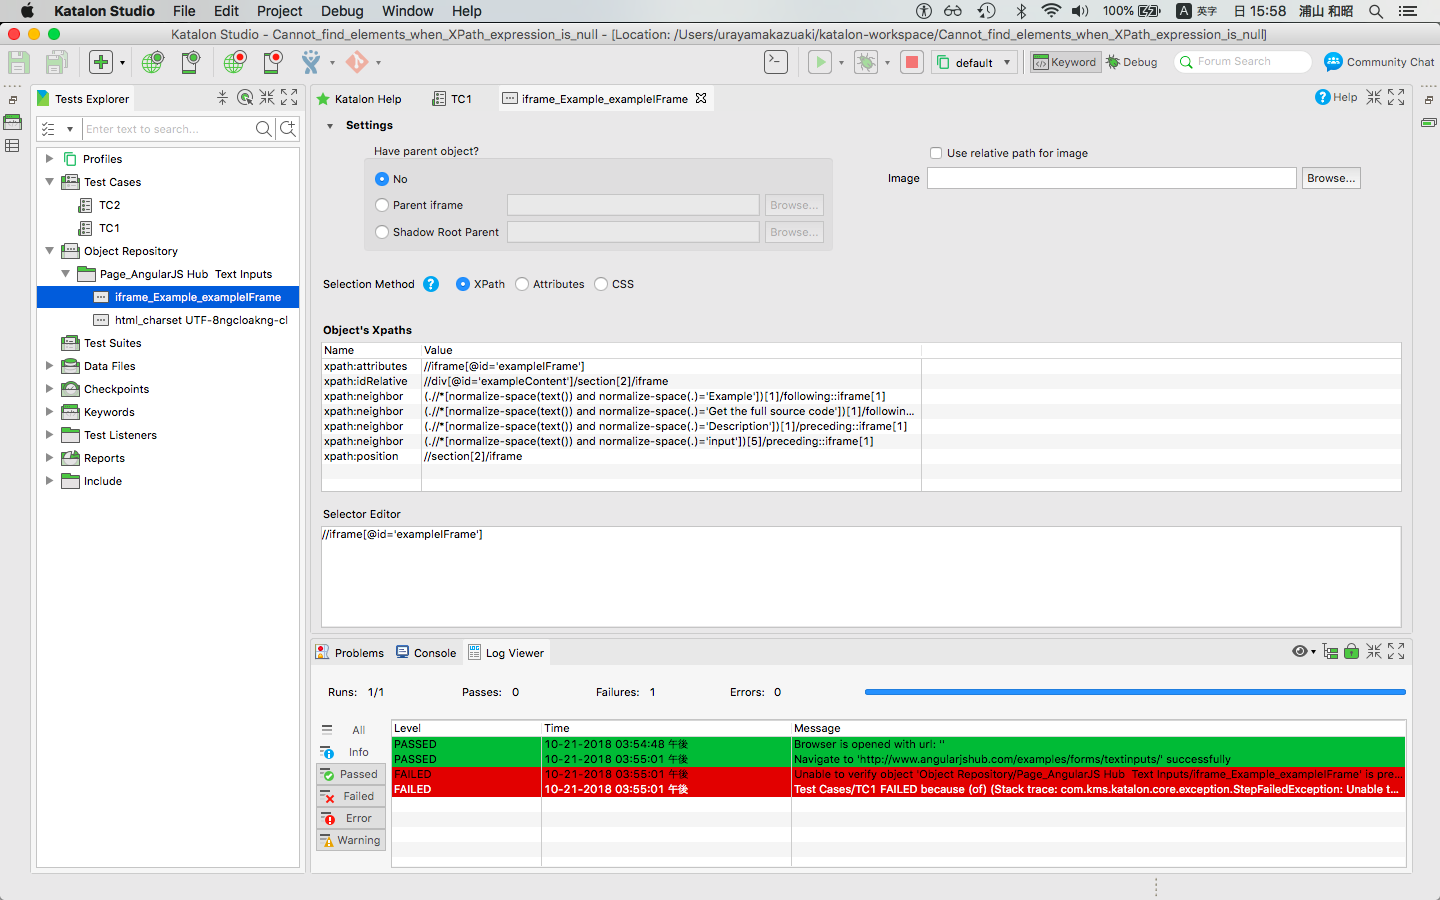 Katalon Studio File Edit Project Debug Window Help 100% A 英字 日 15:58 浦山 和昭
Katalon Studio - Cannot_find_elements_when_XPath_expression_is_null - [Location: /Users/urayamakazuaki/katalon-workspace/Cannot_find_elements_when_XPath_expression_is_null]
default Keyword Debug Forum Search Community Chat
Tests Explorer
Katalon Help TC1 iframe_Example_exampleIFrame Help
Enter text to search...
Profiles
Test Cases
TC2
TC1
Object Repository
Page_AngularJS Hub  Text Inputs
iframe_Example_exampleIFrame
html_charset UTF-8ngcloakng-cl
Test Suites
Data Files
Checkpoints
Keywords
Test Listeners
Reports
Include
Settings
Have parent object?
No
Parent iframe Browse...
Shadow Root Parent Browse...
Use relative path for image
Image Browse...
Selection Method ? XPath Attributes CSS
Object's Xpaths
Name Value
xpath:attributes //iframe[@id='exampleIFrame']
xpath:idRelative //div[@id='exampleContent']/section[2]/iframe
xpath:neighbor (.//*[normalize-space(text()) and normalize-space(.)='Example'])[1]/following::iframe[1]
xpath:neighbor (.//*[normalize-space(text()) and normalize-space(.)='Get the full source code'])[1]/followin...
xpath:neighbor (.//*[normalize-space(text()) and normalize-space(.)='Description'])[1]/preceding::iframe[1]
xpath:neighbor (.//*[normalize-space(text()) and normalize-space(.)='input'])[5]/preceding::iframe[1]
xpath:position //section[2]/iframe
Selector Editor
//iframe[@id='exampleIFrame']
Problems Console Log Viewer
Runs: 1/1 Passes: 0 Failures: 1 Errors: 0
All
Info
Passed
Failed
Error
Warning
Level Time Message
PASSED 10-21-2018 03:54:48 午後 Browser is opened with url: ''
PASSED 10-21-2018 03:55:01 午後 Navigate to 'http://www.angularjshub.com/examples/forms/textinputs/' successfully
FAILED 10-21-2018 03:55:01 午後 Unable to verify object 'Object Repository/Page_AngularJS Hub  Text Inputs/iframe_Example_exampleIFrame' is pre...
FAILED 10-21-2018 03:55:01 午後 Test Cases/TC1 FAILED because (of) (Stack trace: com.kms.katalon.core.exception.StepFailedException: Unable t...